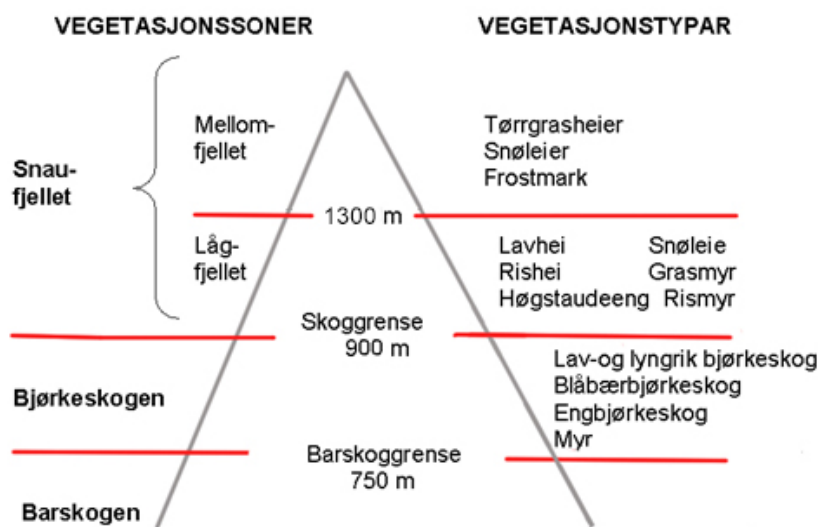 VEGETASJONSSONER
VEGETASJONSTYPAR
Snau-
fjellet
Mellom-
fjellet
Tørrgrasheier
Snøleier
Frostmark
1300 m
Låg-
fjellet
Lavhei Snøleie
Rishei Grasmyr
Høgstaudeeng Rismyr
Skoggrense
900 m
Bjørkeskogen
Lav-og lyngrik bjørkeskog
Blåbærbjørkeskog
Engbjørkeskog
Myr
Barskoggrense
750 m
Barskogen